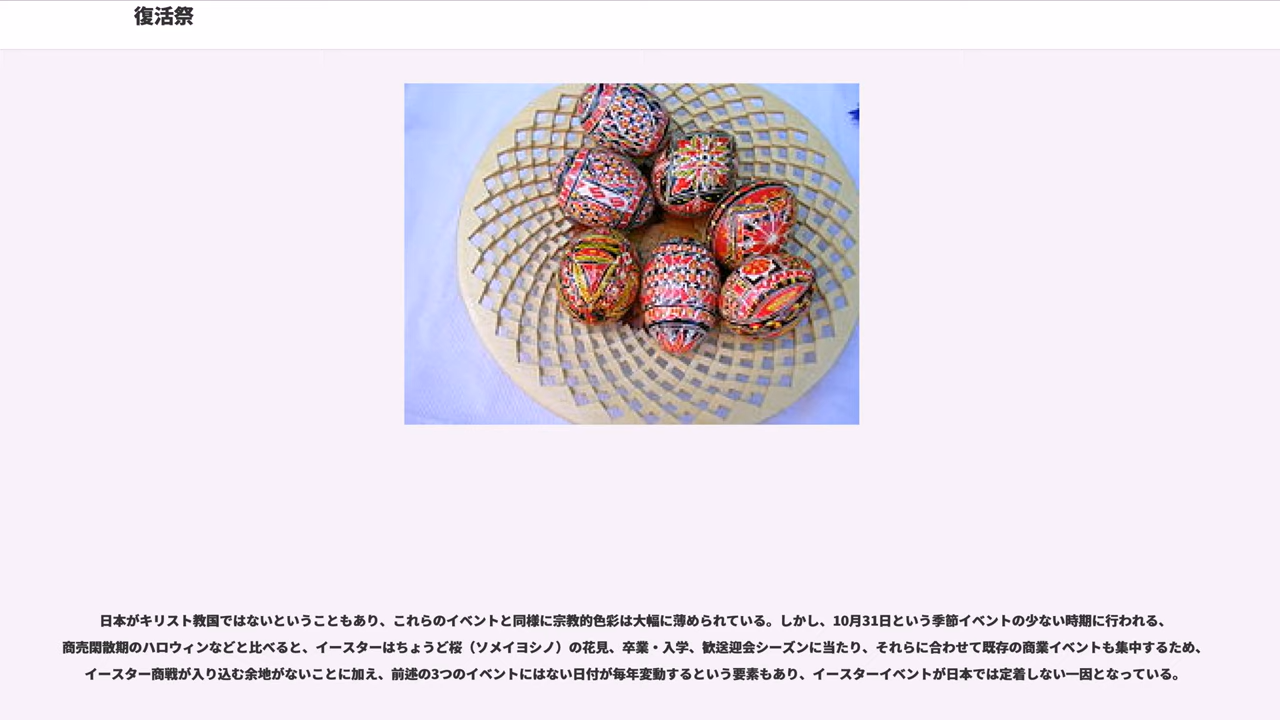 復活祭
日本がキリスト教国ではないということもあり、これらのイベントと同様に宗教的色彩は大幅に薄められている。しかし、10月31日という季節イベントの少ない時期に行われる、
商売閑散期のハロウィンなどと比べると、イースターはちょうど桜（ソメイヨシノ）の花見、卒業・入学、歓送迎会シーズンに当たり、それらに合わせて既存の商業イベントも集中するため、
イースター商戦が入り込む余地がないことに加え、前述の3つのイベントにはない日付が毎年変動するという要素もあり、イースターイベントが日本では定着しない一因となっている。